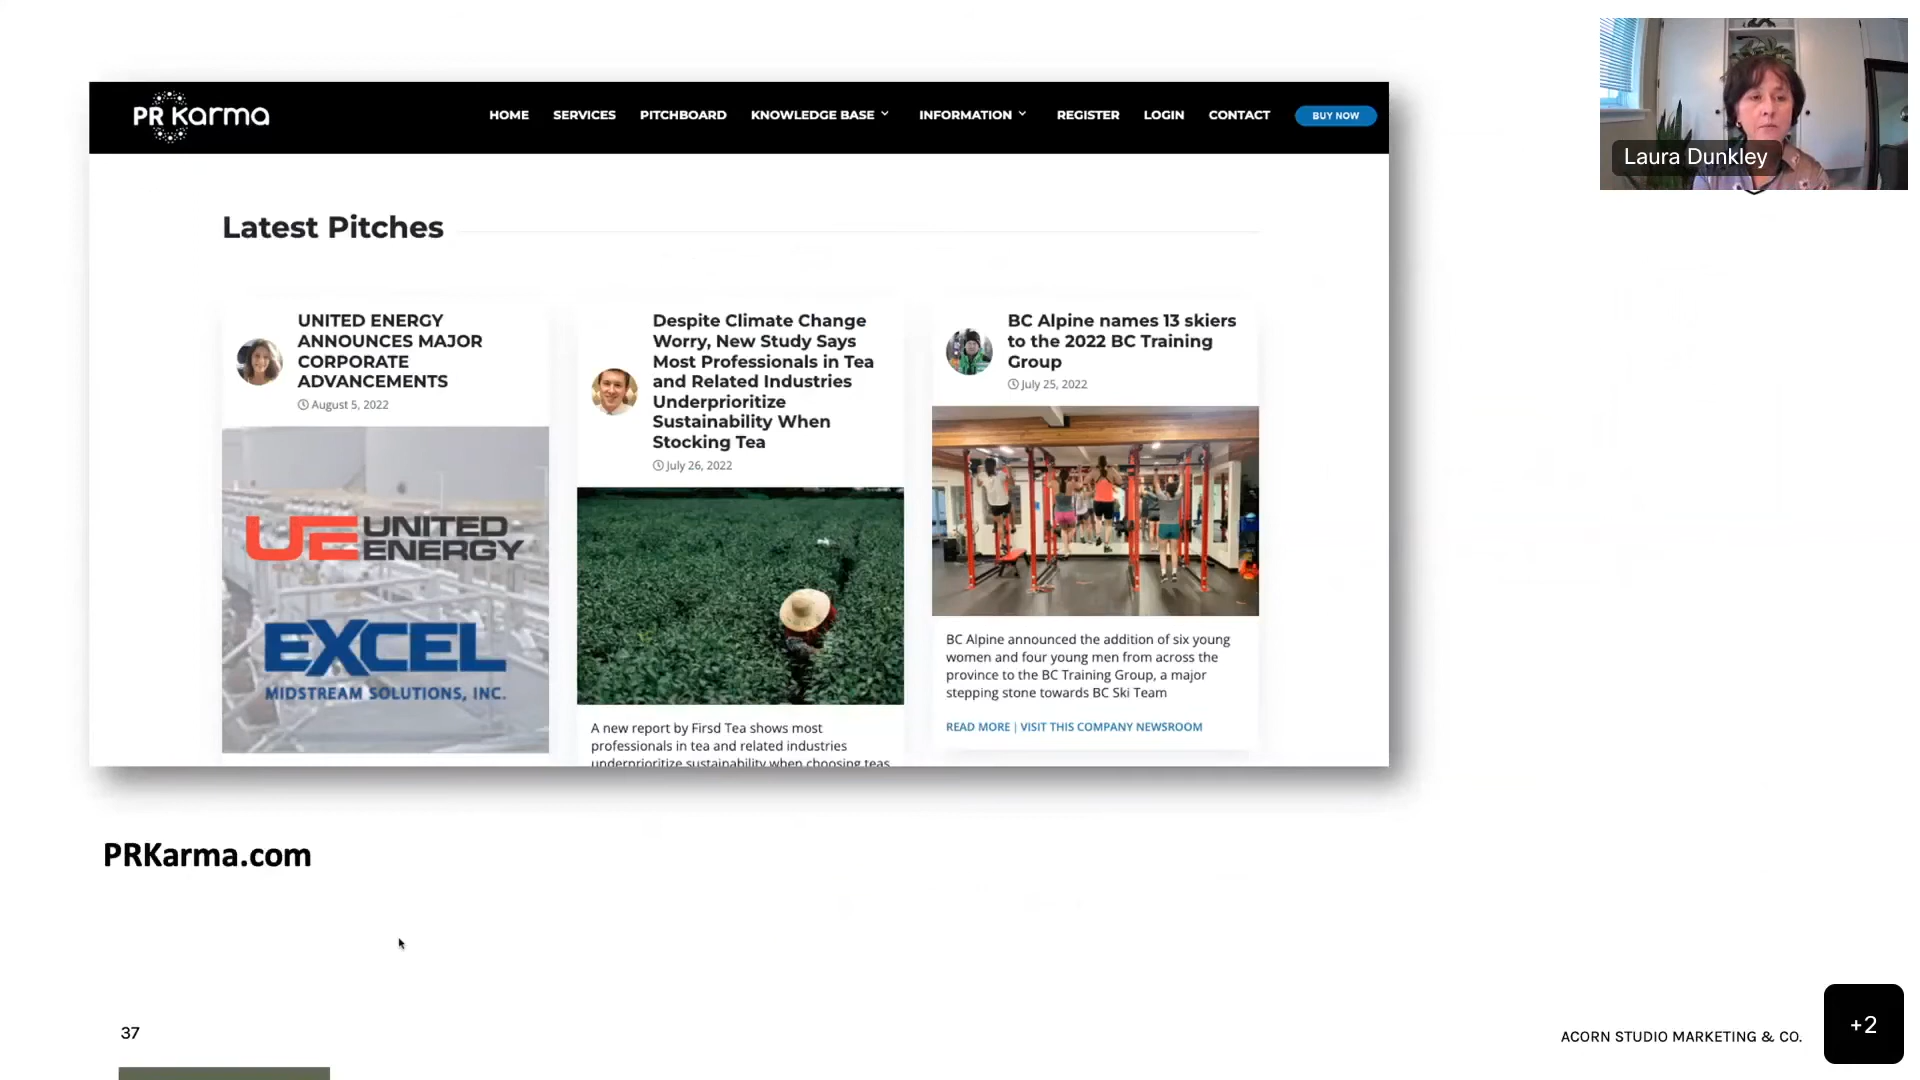 PR Karma
HOME SERVICES PITCHBOARD KNOWLEDGE BASE INFORMATION REGISTER LOGIN CONTACT BUY NOW
Laura Dunkley
Latest Pitches
UNITED ENERGY
ANNOUNCES MAJOR
CORPORATE
ADVANCEMENTS
August 5, 2022
UE UNITED
ENERGY
EXCEL
MIDSTREAM SOLUTIONS, INC.
Despite Climate Change
Worry, New Study Says
Most Professionals in Tea
and Related Industries
Underprioritize
Sustainability When
Stocking Tea
July 26, 2022
A new report by Firsd Tea shows most
professionals in tea and related industries
underprioritize sustainability when choosing teas
BC Alpine names 13 skiers
to the 2022 BC Training
Group
July 25, 2022
BC Alpine announced the addition of six young
women and four young men from across the
province to the BC Training Group, a major
stepping stone towards BC Ski Team
READ MORE | VISIT THIS COMPANY NEWSROOM
PRKarma.com
37
ACORN STUDIO MARKETING & CO.
+2